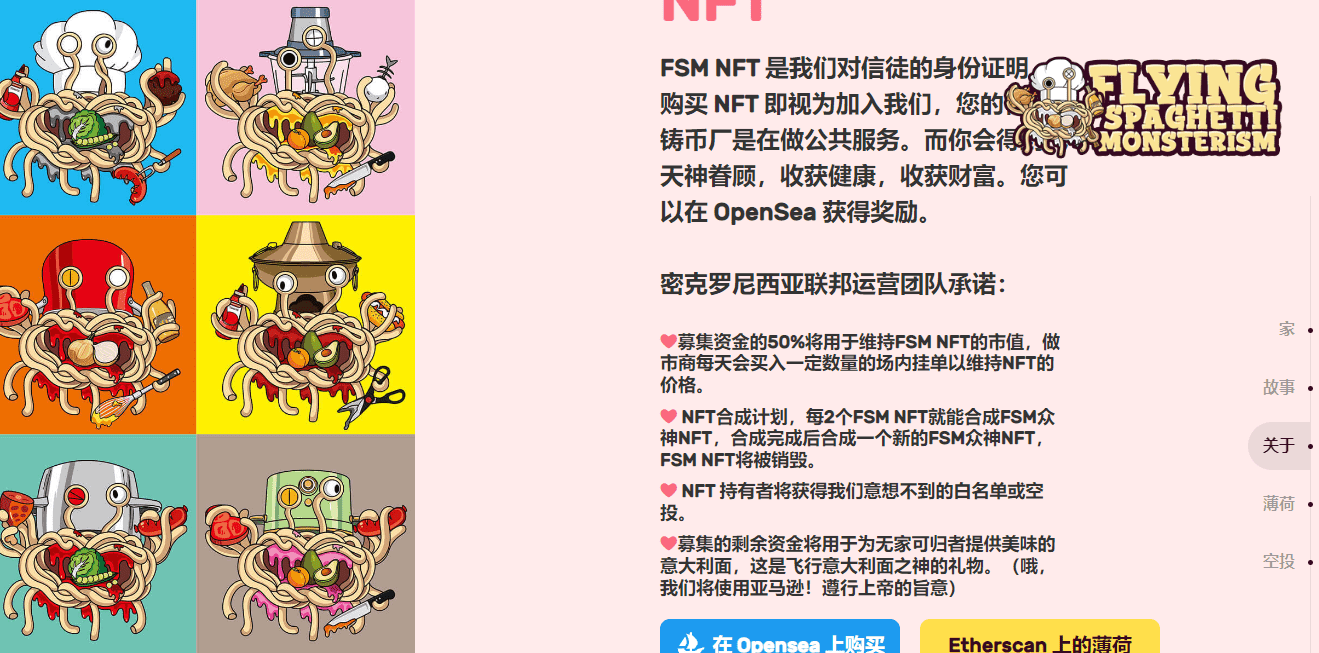 NFT
FSM NFT 是我们对信徒的身份证明
购买 NFT 即视为加入我们，您的
铸币厂是在做公共服务。而你会得
天神眷顾，收获健康，收获财富。您可
以在 OpenSea 获得奖励。
FLYING
SPAGHETTI
MONSTERISM
密克罗尼西亚联邦运营团队承诺：
募集资金的50%将用于维持FSM NFT的市值，做
市商每天会买入一定数量的场内挂单以维持NFT的
价格。
NFT合成计划，每2个FSM NFT就能合成FSM众
神NFT，合成完成后合成一个新的FSM众神NFT，
FSM NFT将被销毁。
NFT 持有者将获得我们意想不到的白名单或空
投。
募集的剩余资金将用于为无家可归者提供美味的
意大利面，这是飞行意大利面之神的礼物。（哦，
我们将使用亚马逊！遵行上帝的旨意）
在 Opensea 上购买
Etherscan 上的薄荷
家
故事
关于
薄荷
空投